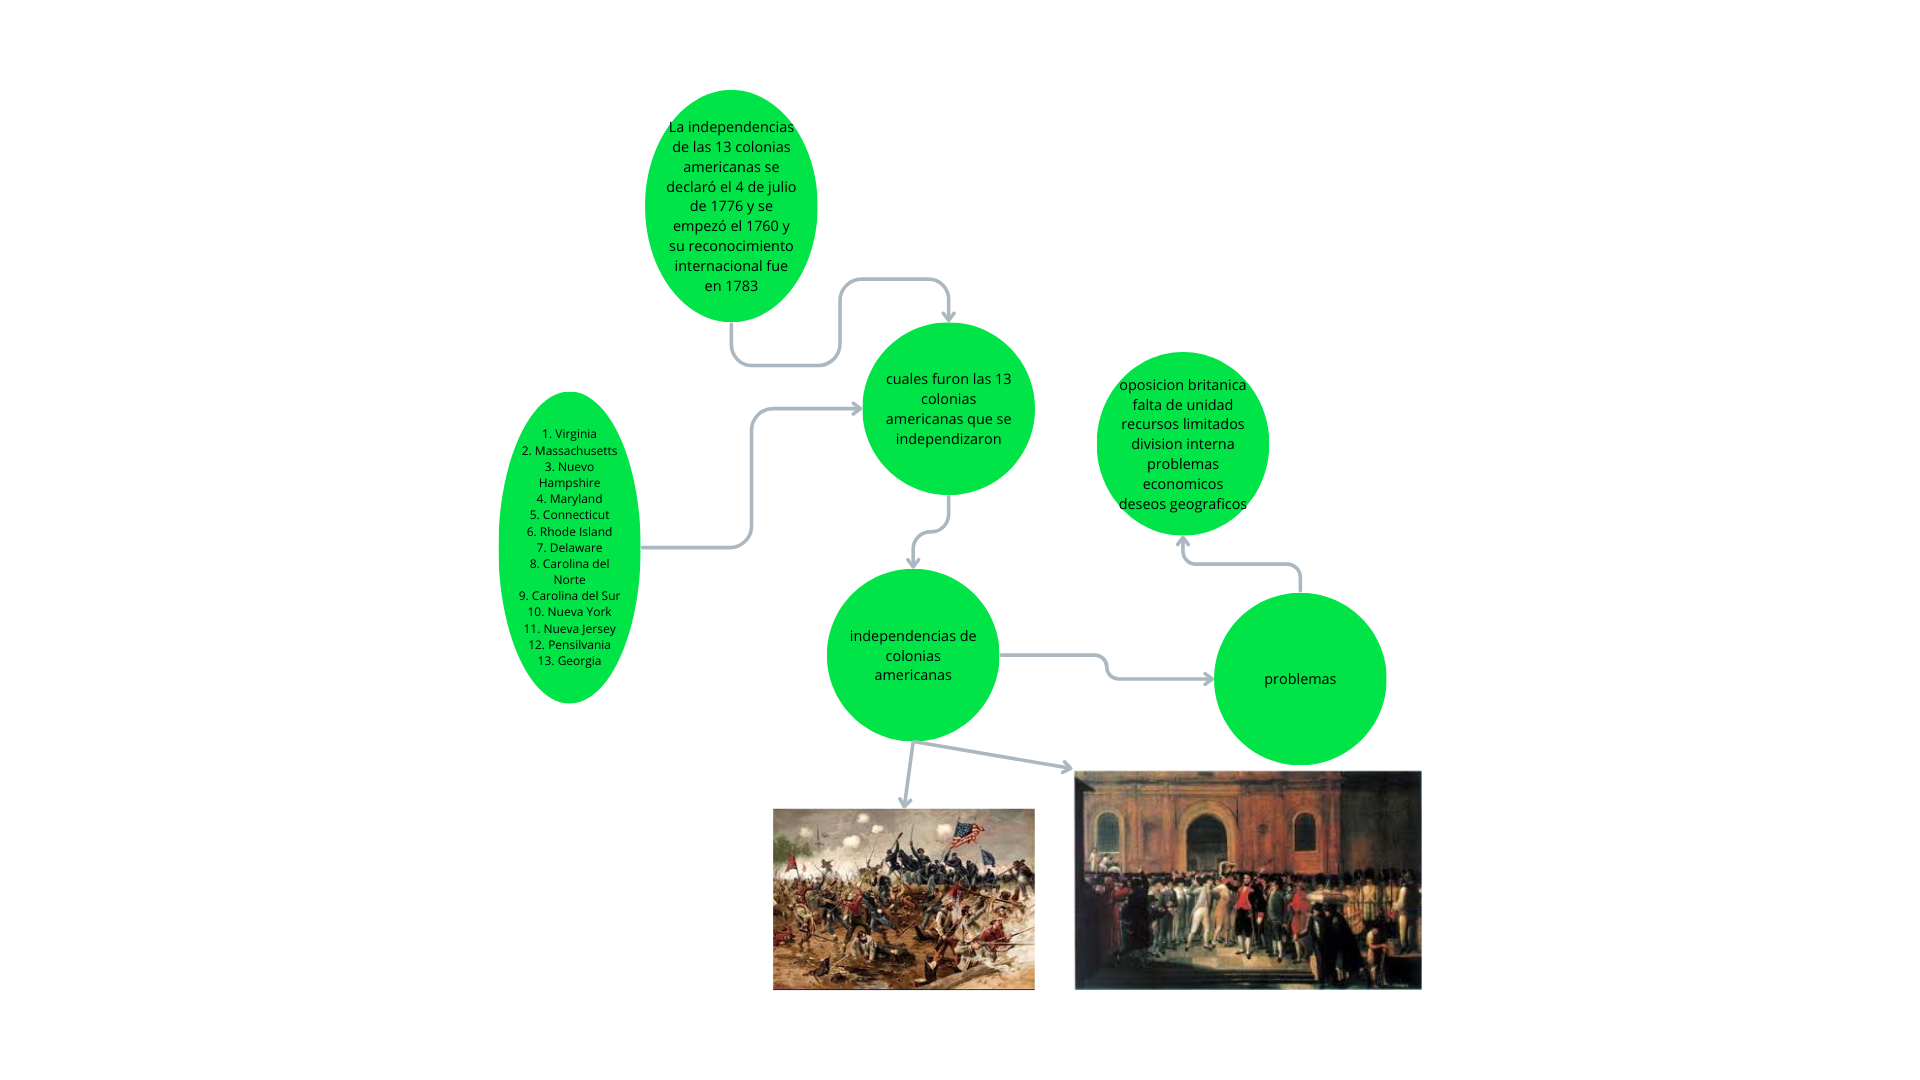 La independencias
de las 13 colonias
americanas se
declaró el 4 de julio
de 1776 y se
empezó el 1760 y
su reconocimiento
internacional fue
en 1783
cuales furon las 13
colonias
americanas que se
independizaron
oposicion britanica
falta de unidad
recursos limitados
division interna
problemas
economicos
deseos geograficos
1. Virginia
2. Massachusetts
3. Nuevo
Hampshire
4. Maryland
5. Connecticut
6. Rhode Island
7. Delaware
8. Carolina del
Norte
9. Carolina del Sur
10. Nueva York
11. Nueva Jersey
12. Pensilvania
13. Georgia
independencias de
colonias
americanas
problemas